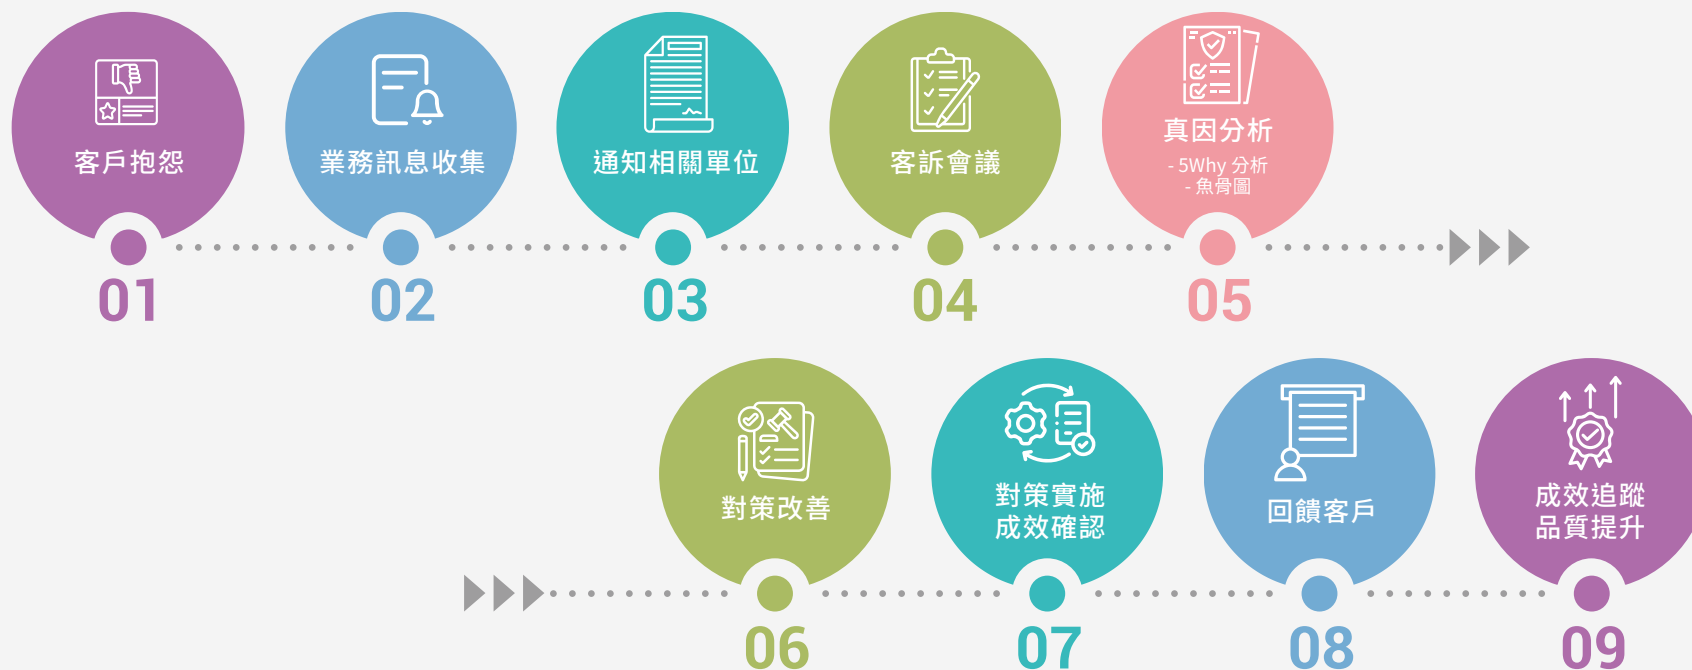 客戶抱怨
01
業務訊息收集
02
通知相關單位
03
客訴會議
04
真因分析
- 5Why 分析
- 魚骨圖
05
對策改善
06
對策實施
成效確認
07
回饋客戶
08
成效追蹤
品質提升
09